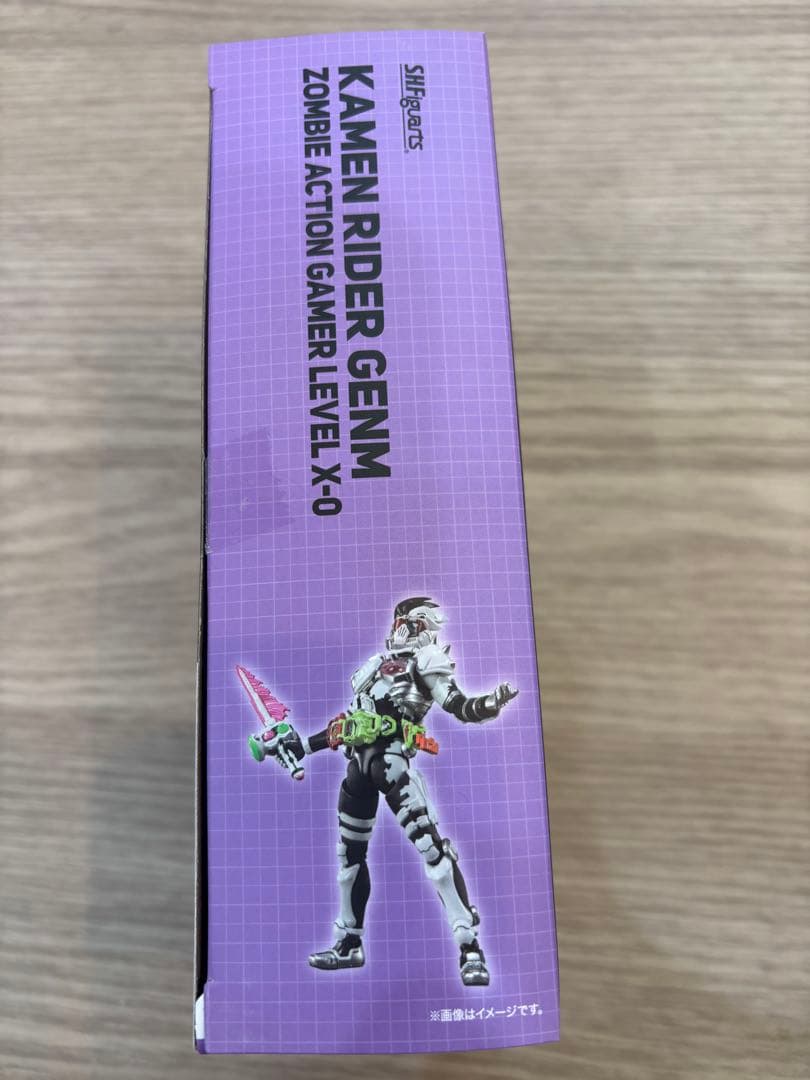 S.H.Figuarts
KAMEN RIDER GENM
ZOMBIE ACTION GAMER LEVEL X-0
※画像はイメージです。